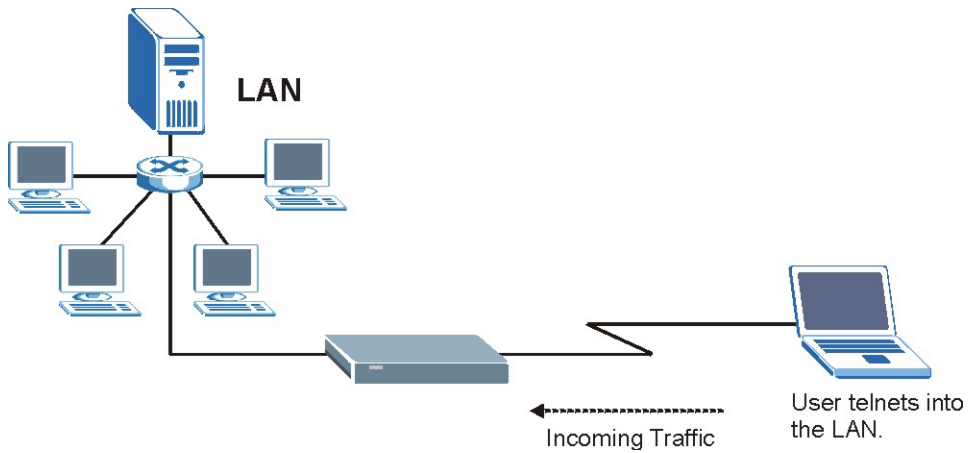 LAN
User telnets into
the LAN.
Incoming Traffic